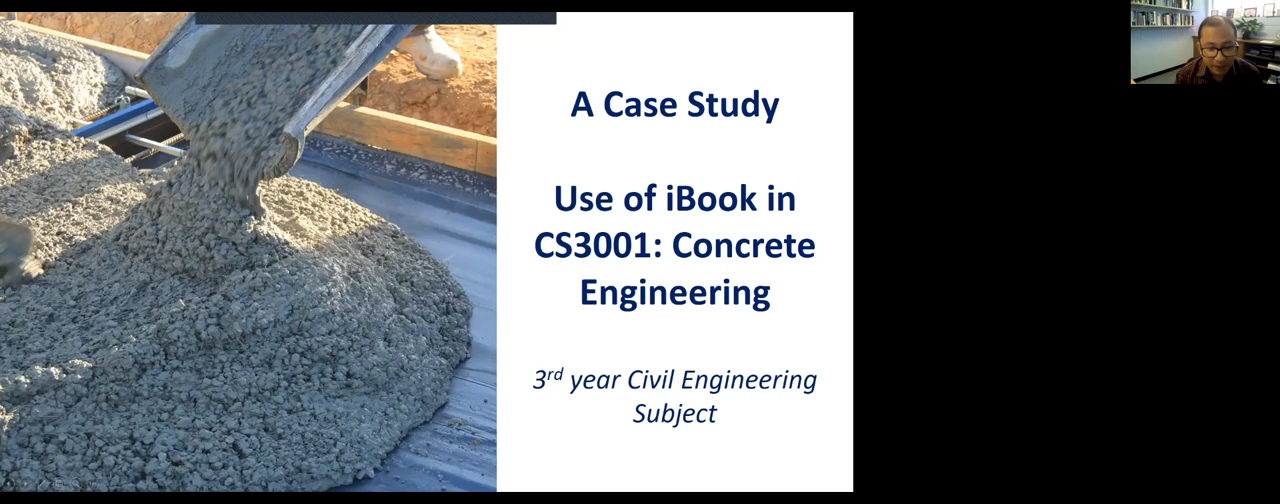 A Case Study
Use of iBook in
CS3001: Concrete
Engineering
3rd year Civil Engineering
Subject